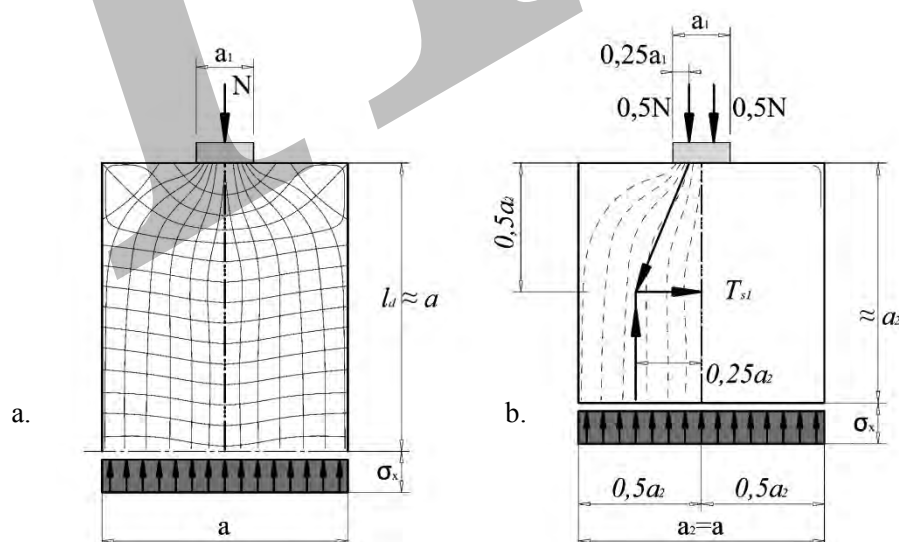 a₁
N
l_d ≈ a
a.
σₓ
a
a₁
0,25a₁
0,5N 0,5N
0,5a₂
T_s1
≈ a₂
0,25a₂
b.
σₓ
0,5a₂ 0,5a₂
a₂=a